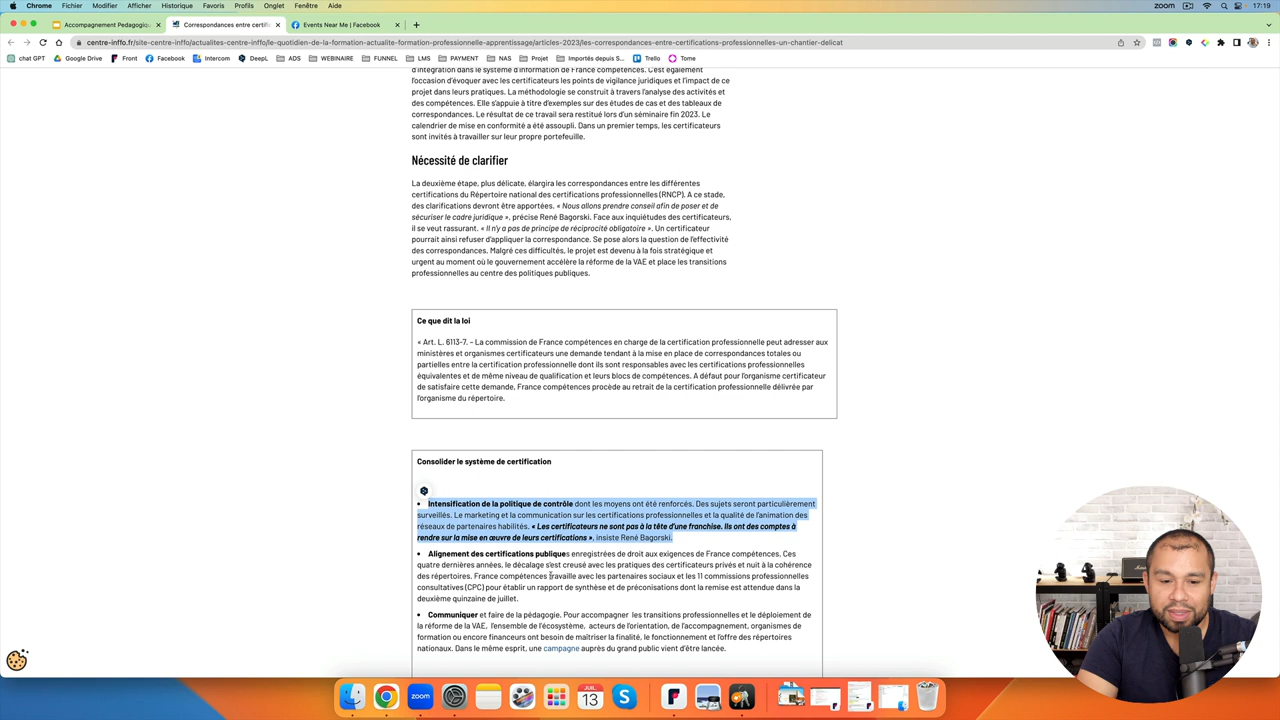 Chrome Fichier Modifier Afficher Historique Favoris Profils Onglet Fenêtre Aide zoom 17:19
Accompagnement Pedagogiqu Correspondances entre certif Events Near Me | Facebook
centre-inffo.fr/site-centre-inffo/actualites-centre-inffo/le-quotidien-de-la-formation-actualite-formation-professionnelle-apprentissage/articles-2023/les-correspondances-entre-certifications-professionnelles-un-chantier-delicat
chat GPT Google Drive Front Facebook Intercom DeepL ADS WEBINAIRE FUNNEL LMS PAYMENT NAS Projet Importés depuis S... Trello Tome
d'intégration dans le système d'information de France compétences. C'est également
l'occasion d'évoquer avec les certificateurs les points de vigilance juridiques et l'impact de ce
projet dans leurs pratiques. La méthodologie se construit à travers l'analyse des activités et
des compétences. Elle s'appuie à titre d'exemples sur des études de cas et des tableaux de
correspondances. Le résultat de ce travail sera restitué lors d'un séminaire fin 2023. Le
calendrier de mise en conformité a été assoupli. Dans un premier temps, les certificateurs
sont invités à travailler sur leur propre portefeuille.
Nécessité de clarifier
La deuxième étape, plus délicate, élargira les correspondances entre les différentes
certifications du Répertoire national des certifications professionnelles (RNCP). A ce stade,
des clarifications devront être apportées. « Nous allons prendre conseil afin de poser et de
sécuriser le cadre juridique », précise René Bagorski. Face aux inquiétudes des certificateurs,
il se veut rassurant. « Il n'y a pas de principe de réciprocité obligatoire ». Un certificateur
pourrait ainsi refuser d'appliquer la correspondance. Se pose alors la question de l'effectivité
des correspondances. Malgré ces difficultés, le projet est devenu à la fois stratégique et
urgent au moment où le gouvernement accélère la réforme de la VAE et place les transitions
professionnelles au centre des politiques publiques.
Ce que dit la loi
« Art. L. 6113-7. – La commission de France compétences en charge de la certification professionnelle peut adresser aux
ministères et organismes certificateurs une demande tendant à la mise en place de correspondances totales ou
partielles entre la certification professionnelle dont ils sont responsables avec les certifications professionnelles
équivalentes et de même niveau de qualification et leurs blocs de compétences. A défaut pour l'organisme certificateur
de satisfaire cette demande, France compétences procède au retrait de la certification professionnelle délivrée par
l'organisme du répertoire.
Consolider le système de certification
• Intensification de la politique de contrôle dont les moyens ont été renforcés. Des sujets seront particulièrement
surveillés. Le marketing et la communication sur les certifications professionnelles et la qualité de l'animation des
réseaux de partenaires habilités. « Les certificateurs ne sont pas à la tête d'une franchise. Ils ont des comptes à
rendre sur la mise en œuvre de leurs certifications », insiste René Bagorski.
• Alignement des certifications publiques enregistrées de droit aux exigences de France compétences. Ces
quatre dernières années, le décalage s'est creusé avec les pratiques des certificateurs privés et nuit à la cohérence
des répertoires. France compétences travaille avec les partenaires sociaux et les 11 commissions professionnelles
consultatives (CPC) pour établir un rapport de synthèse et de préconisations dont la remise est attendue dans la
deuxième quinzaine de juillet.
• Communiquer et faire de la pédagogie. Pour accompagner les transitions professionnelles et le déploiement de
la réforme de la VAE, l'ensemble de l'écosystème, acteurs de l'orientation, de l'accompagnement, organismes de
formation ou encore financeurs ont besoin de maîtriser la finalité, le fonctionnement et l'offre des répertoires
nationaux. Dans le même esprit, une campagne auprès du grand public vient d'être lancée.
zoom
JUIL.
13